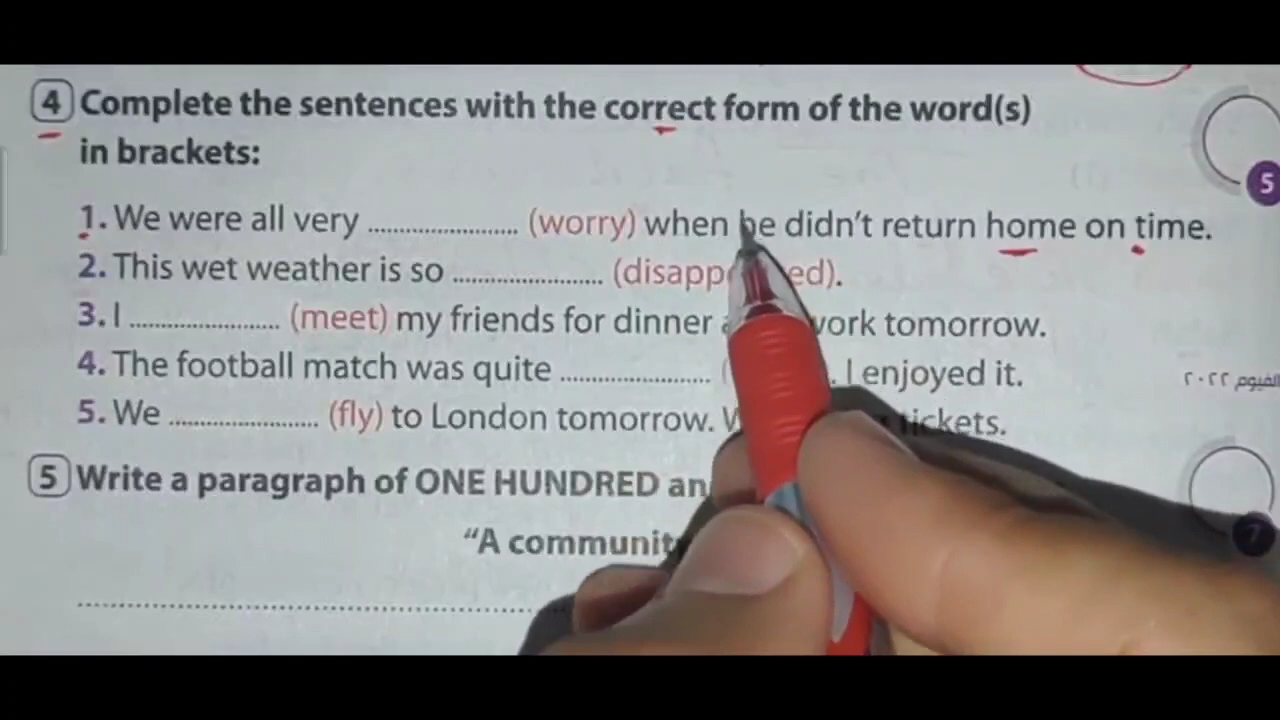 4 Complete the sentences with the correct form of the word(s)
in brackets:
5
1. We were all very ........................ (worry) when he didn't return home on time.
2. This wet weather is so ........................ ed).
3. I ........................ (meet) my friends for dinner work tomorrow.
4. The football match was quite ........................ I enjoyed it.
الفيوم ٢٠٢٢
5. We ........................ (fly) to London tomorrow. tickets.
5 Write a paragraph of ONE HUNDRED
7
"A